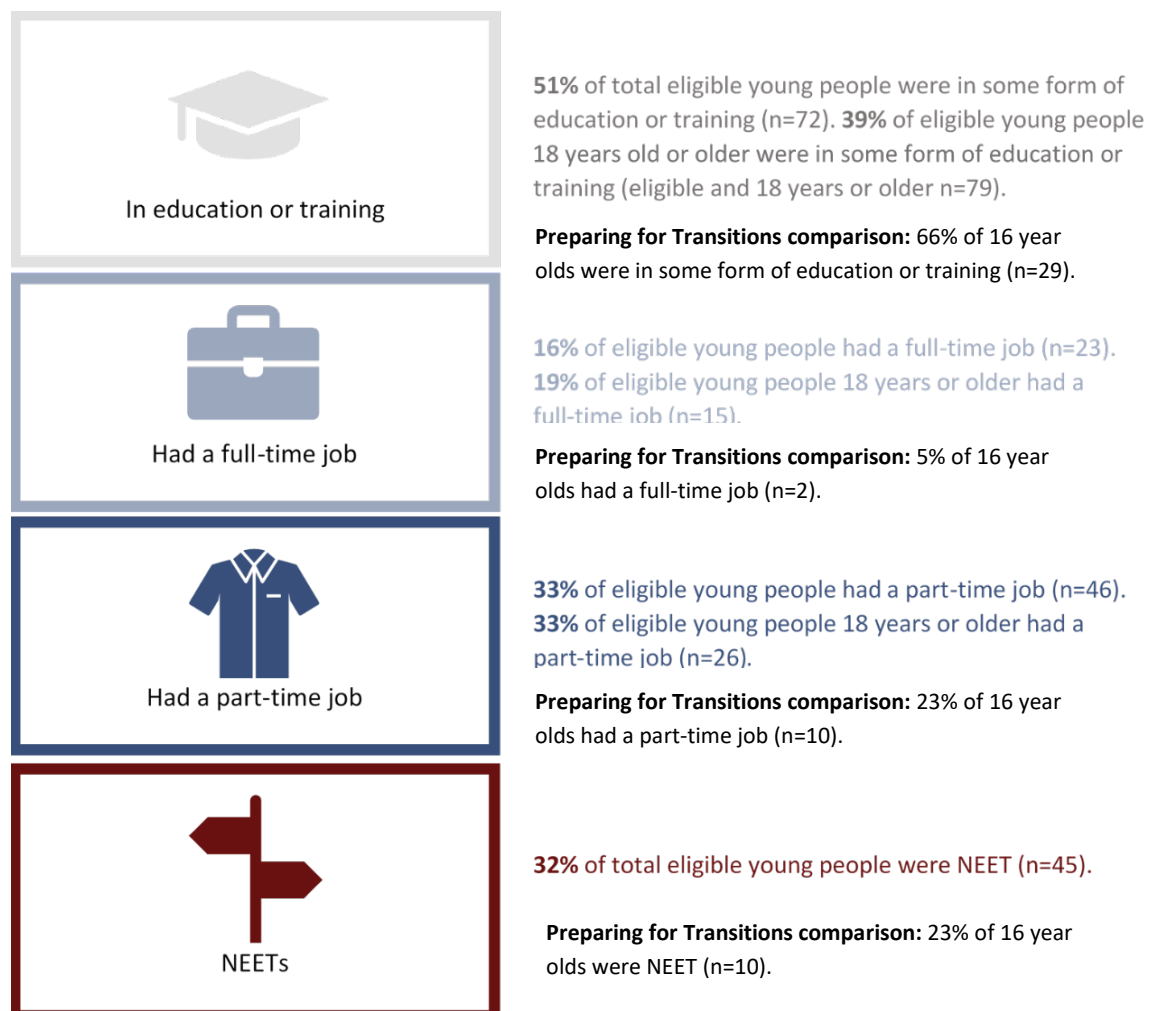 In education or training
51% of total eligible young people were in some form of
education or training (n=72). 39% of eligible young people
18 years old or older were in some form of education or
training (eligible and 18 years or older n=79).
Preparing for Transitions comparison: 66% of 16 year
olds were in some form of education or training (n=29).
Had a full-time job
16% of eligible young people had a full-time job (n=23).
19% of eligible young people 18 years or older had a
full-time job (n=15).
Preparing for Transitions comparison: 5% of 16 year
olds had a full-time job (n=2).
Had a part-time job
33% of eligible young people had a part-time job (n=46).
33% of eligible young people 18 years or older had a
part-time job (n=26).
Preparing for Transitions comparison: 23% of 16 year
olds had a part-time job (n=10).
NEETs
32% of total eligible young people were NEET (n=45).
Preparing for Transitions comparison: 23% of 16 year
olds were NEET (n=10).